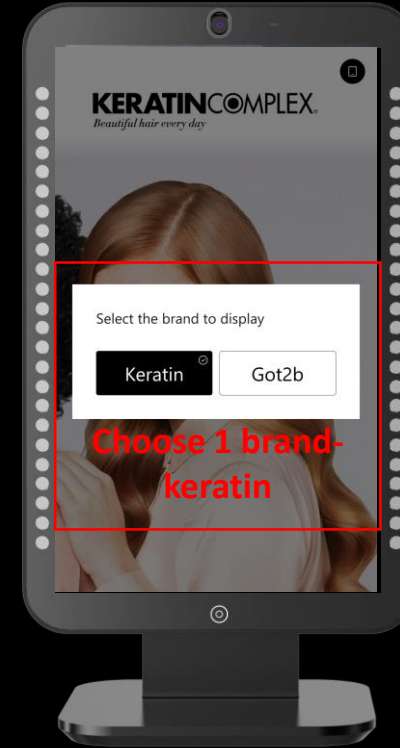 KERATINCOMPLEX®
Beautiful hair every day
Select the brand to display
Keratin
Got2b
Choose 1 brand-
keratin